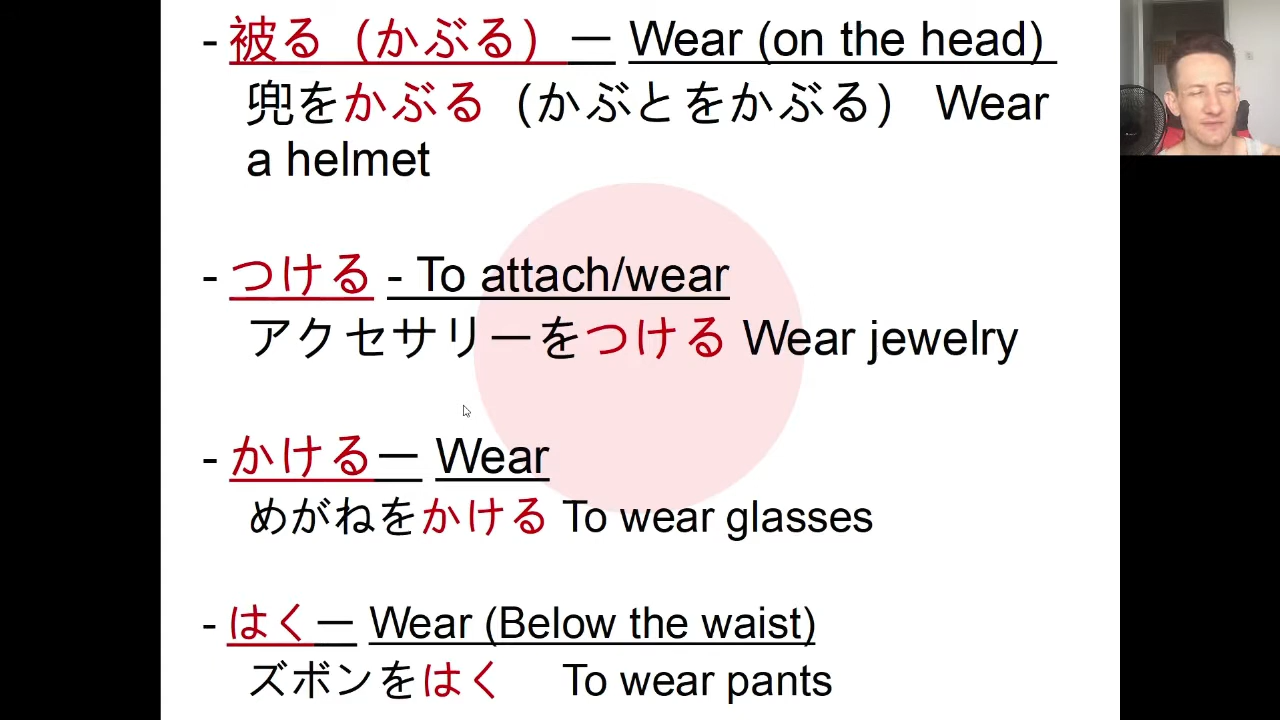 - 被る（かぶる）ー Wear (on the head)
兜をかぶる（かぶとをかぶる） Wear
a helmet
- つける - To attach/wear
アクセサリーをつける Wear jewelry
- かけるー Wear
めがねをかける To wear glasses
- はくー Wear (Below the waist)
ズボンをはく To wear pants